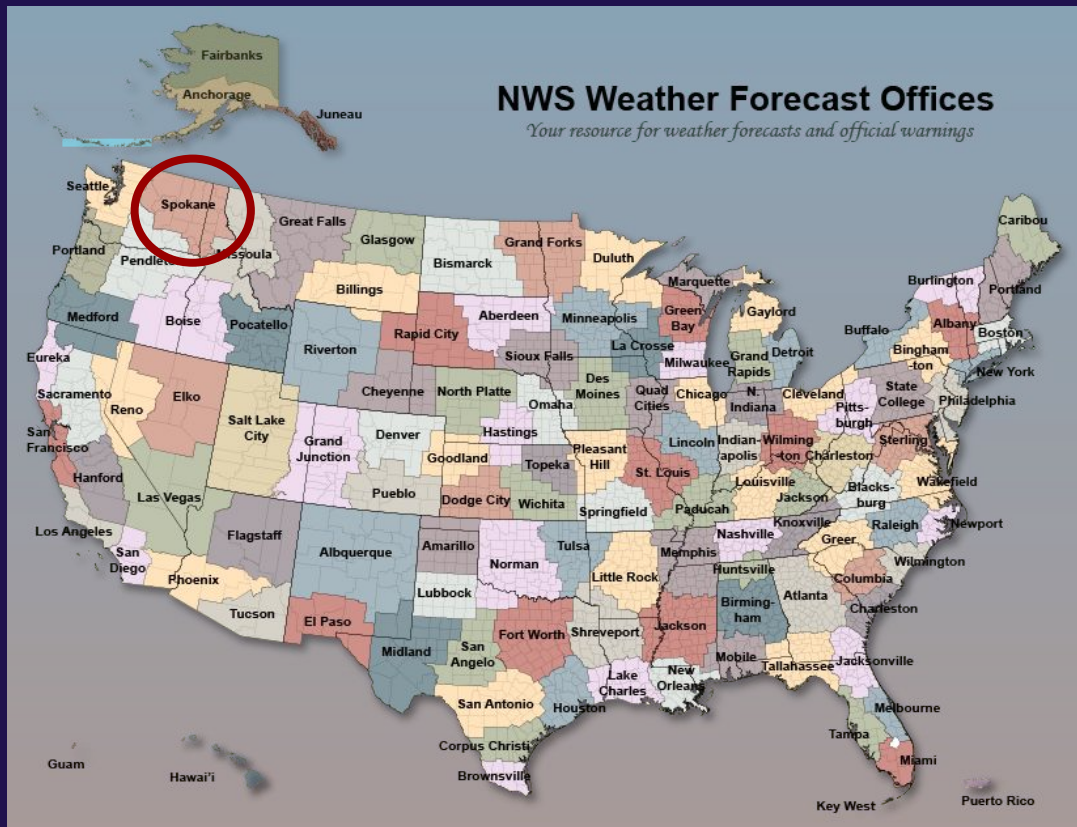 Fairbanks
Anchorage
Juneau
NWS Weather Forecast Offices
Your resource for weather forecasts and official warnings
Seattle
Spokane
Great Falls
Glasgow
Grand Forks
Duluth
Caribou
Portland
Pendleton
Missoula
Bismarck
Marquette
Burlington
Portland
Billings
Medford
Boise
Pocatello
Rapid City
Aberdeen
Minneapolis
Green
Bay
Gaylord
Buffalo
Albany
Boston
Riverton
Sioux Falls
La Crosse
Milwaukee
Grand
Rapids
Detroit
Bingham
-ton
New York
Eureka
Sacramento
Reno
Elko
Salt Lake
City
Cheyenne
North Platte
Omaha
Des
Moines
Quad
Cities
Chicago
N.
Indiana
Cleveland
Pitts-
burgh
State
College
Philadelphia
San
Francisco
Grand
Junction
Denver
Hastings
Goodland
Topeka
Pleasant
Hill
Lincoln
Indian-
apolis
Wilming
-ton
Charleston
Sterling
Hanford
Las Vegas
Pueblo
Dodge City
Wichita
St. Louis
Springfield
Paducah
Louisville
Jackson
Blacks-
burg
Wakefield
Los Angeles
Flagstaff
Albquerque
Amarillo
Norman
Tulsa
Memphis
Nashville
Knoxville
Raleigh
Newport
San
Diego
Phoenix
Tucson
Lubbock
Little Rock
Huntsville
Greer
Columbia
Wilmington
El Paso
Midland
San
Angelo
Fort Worth
Shreveport
Jackson
Birming-
ham
Atlanta
Charleston
San Antonio
Houston
Lake
Charles
New
Orleans
Mobile
Tallahassee
Jacksonville
Corpus Christi
Brownsville
Melbourne
Tampa
Miami
Key West
Guam
Hawai'i
Puerto Rico